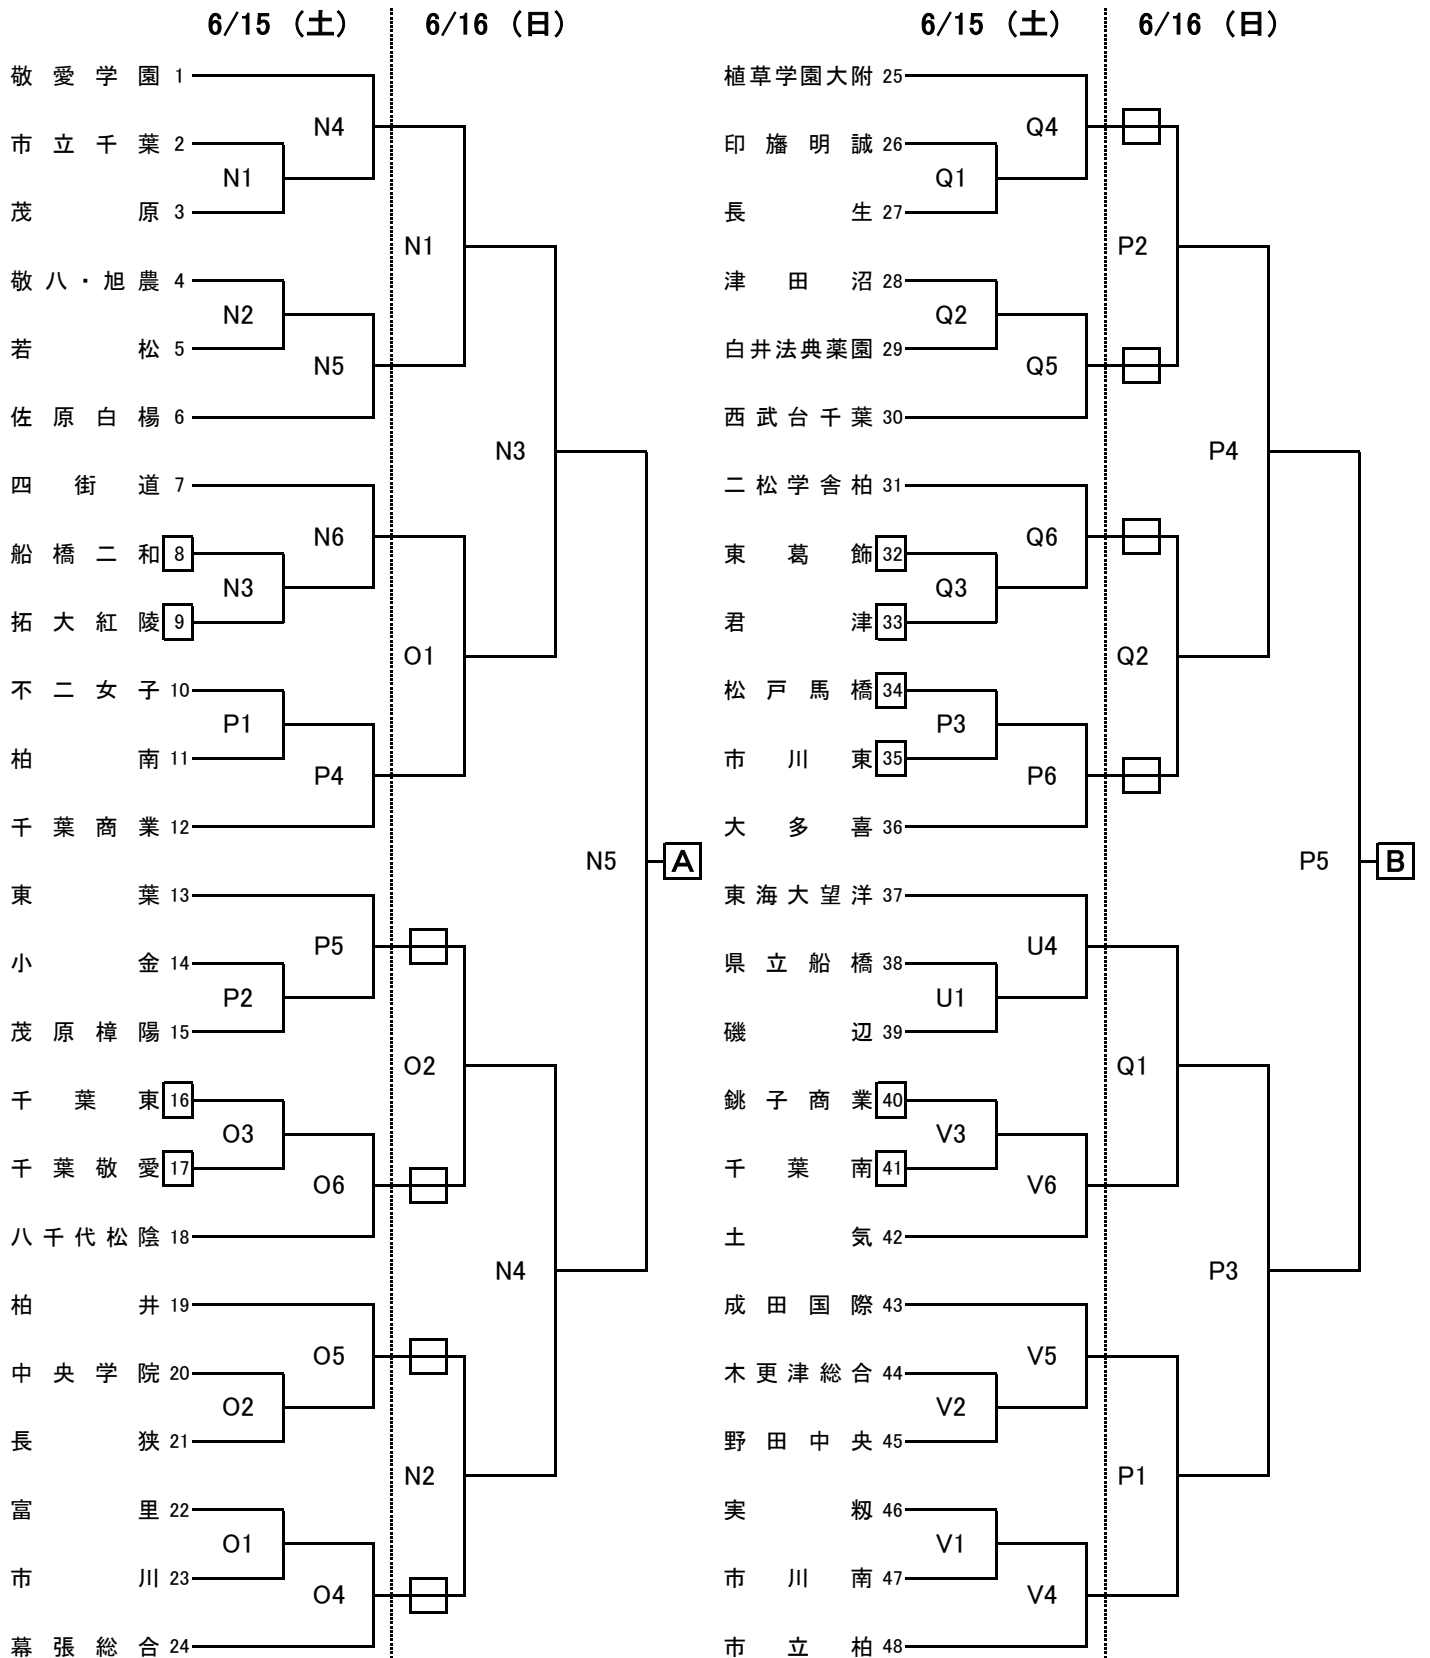 6/15 (土) 6/16 (日)
敬愛学園 1
N4
市立千葉 2
N1
茂原 3
N1
敬八・旭農 4
N2
若松 5
N5
佐原白楊 6
N3
四街道 7
N6
船橋二和 8
N3
拓大紅陵 9
O1
不二女子 10
P1
柏南 11
P4
千葉商業 12
N5 A
東葉 13
P5
小金 14
P2
茂原樟陽 15
O2
千葉東 16
O3
千葉敬愛 17
O6
八千代松陰 18
N4
柏井 19
O5
中央学院 20
O2
長狭 21
N2
富里 22
O1
市川 23
O4
幕張総合 24
6/15 (土) 6/16 (日)
植草学園大附 25
Q4
印旛明誠 26
Q1
長生 27
P2
津田沼 28
Q2
白井法典薬園 29
Q5
西武台千葉 30
P4
二松学舎柏 31
Q6
東葛飾 32
Q3
君津 33
Q2
松戸馬橋 34
P3
市川東 35
P6
大多喜 36
P5 B
東海大望洋 37
U4
県立船橋 38
U1
磯辺 39
Q1
銚子商業 40
V3
千葉南 41
V6
土気 42
P3
成田国際 43
V5
木更津総合 44
V2
野田中央 45
P1
実籾 46
V1
市川南 47
V4
市立柏 48